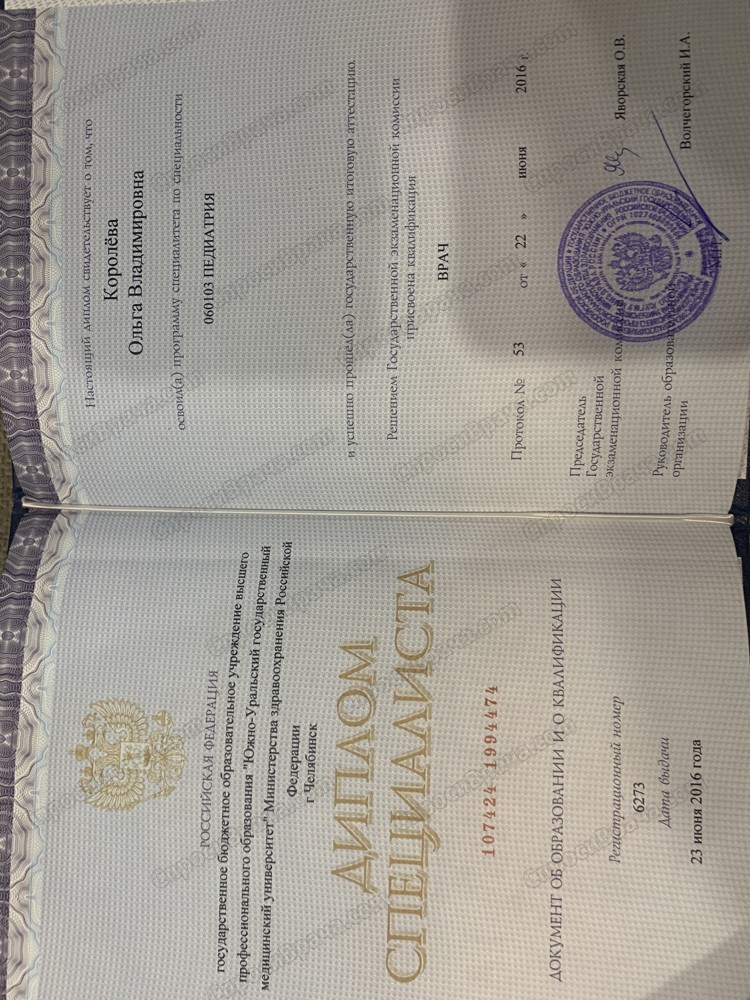 РОССИЙСКАЯ ФЕДЕРАЦИЯ
государственное бюджетное образовательное учреждение высшего
профессионального образования "Южно-Уральский государственный
медицинский университет" Министерства здравоохранения Российской
Федерации
г Челябинск
ДИПЛОМ
СПЕЦИАЛИСТА
107424 1994474
ДОКУМЕНТ ОБ ОБРАЗОВАНИИ И О КВАЛИФИКАЦИИ
Регистрационный номер
6273
Дата выдачи
23 июня 2016 года
Настоящий диплом свидетельствует о том, что
Королёва
Ольга Владимировна
освоил(а) программу специалитета по специальности
060103 ПЕДИАТРИЯ
и успешно прошел(ла) государственную итоговую аттестацию
Решением Государственной экзаменационной комиссии
присвоена квалификация
ВРАЧ
Протокол № 53 от « 22 » июня 2016 г.
Председатель
Государственной
экзаменационной комиссии Яворская О.В.
Руководитель образовательной
организации Волчегорский И.А.
СпросиВрача.com